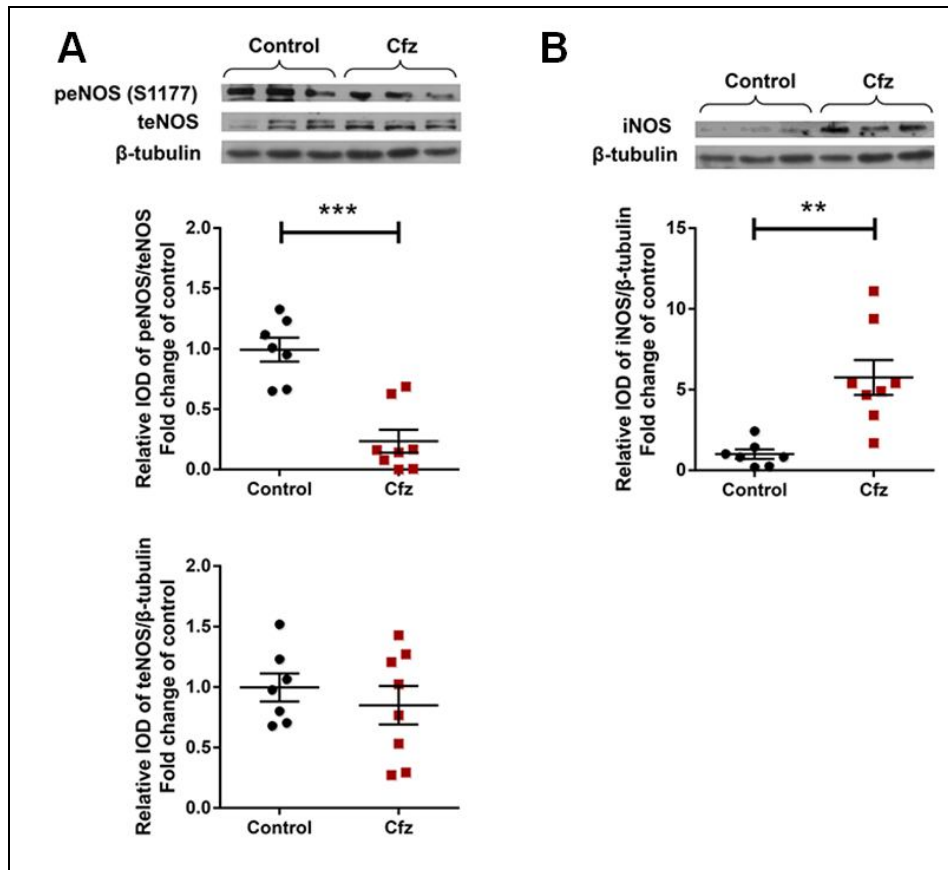 A
Control Cfz
peNOS (S1177)
teNOS
β-tubulin
Relative IOD of peNOS/teNOS
Fold change of control
2.0
1.5
1.0
0.5
0.0
***
Control Cfz
Relative IOD of teNOS/β-tubulin
Fold change of control
2.0
1.5
1.0
0.5
0.0
Control Cfz
B
Control Cfz
iNOS
β-tubulin
Relative IOD of iNOS/β-tubulin
Fold change of control
15
10
5
0
**
Control Cfz